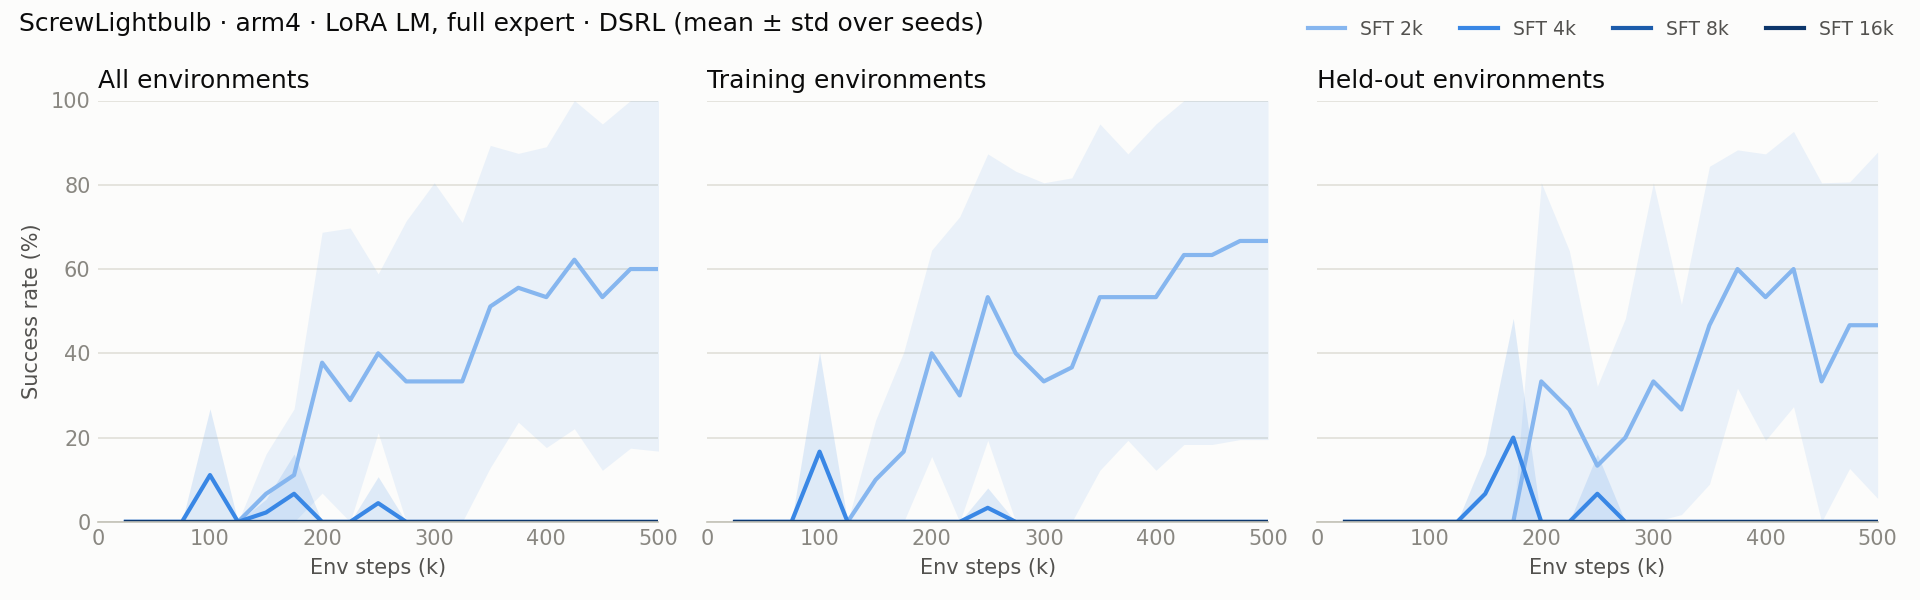 ScrewLightbulb · arm4 · LoRA LM, full expert · DSRL (mean ± std over seeds)
SFT 2k SFT 4k SFT 8k SFT 16k
All environments
Training environments
Held-out environments
Success rate (%)
100
80
60
40
20
0
0 100 200 300 400 500
0 100 200 300 400 500
0 100 200 300 400 500
Env steps (k)
Env steps (k)
Env steps (k)